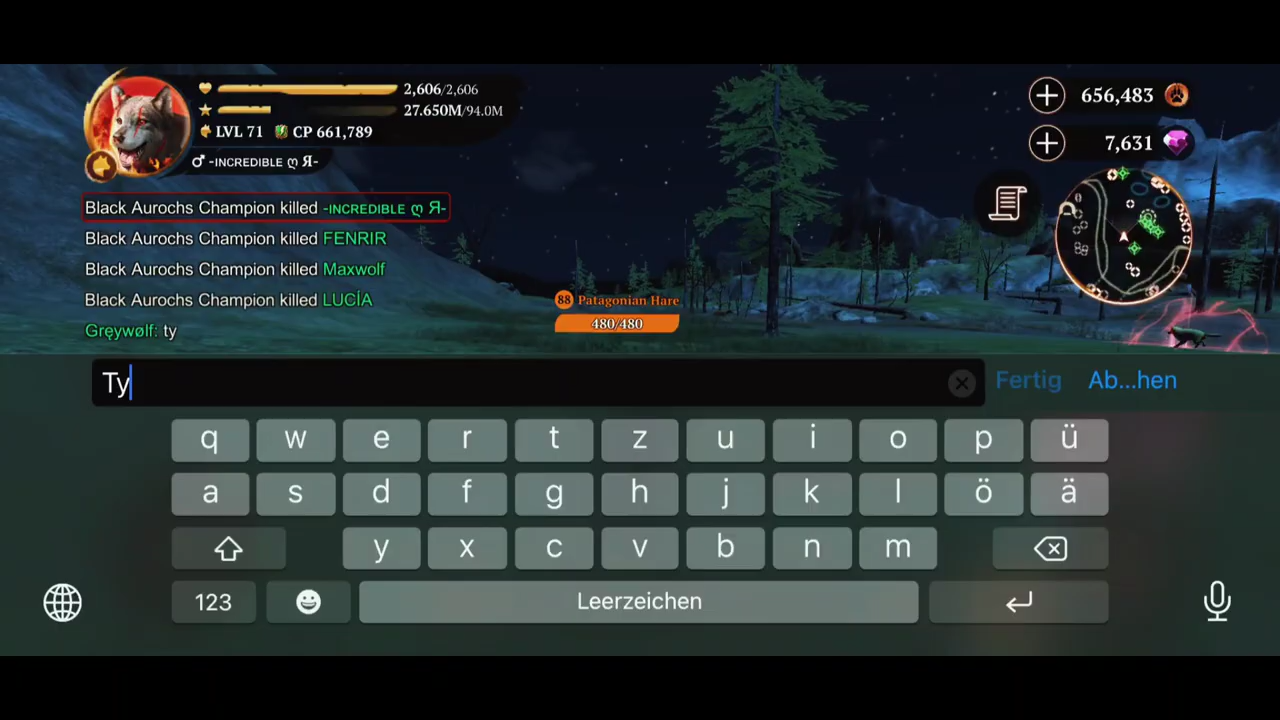 2,606/2,606
27.650M/94.0M
LVL 71 CP 661,789
♂ -INCREDIBLE ღ Я-
656,483
7,631
Black Aurochs Champion killed -INCREDIBLE ღ Я-
Black Aurochs Champion killed FENRIR
Black Aurochs Champion killed Maxwolf
Black Aurochs Champion killed LUCÍA
Gręywølf: ty
88 Patagonian Hare
480/480
Ty
Fertig
Ab...hen
q w e r t z u i o p ü
a s d f g h j k l ö ä
y x c v b n m
123
Leerzeichen